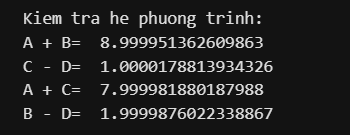 Kiem tra he phuong trinh:
A + B=  8.999951362609863
C - D=  1.0000178813934326
A + C=  7.999981880187988
B - D=  1.9999876022338867